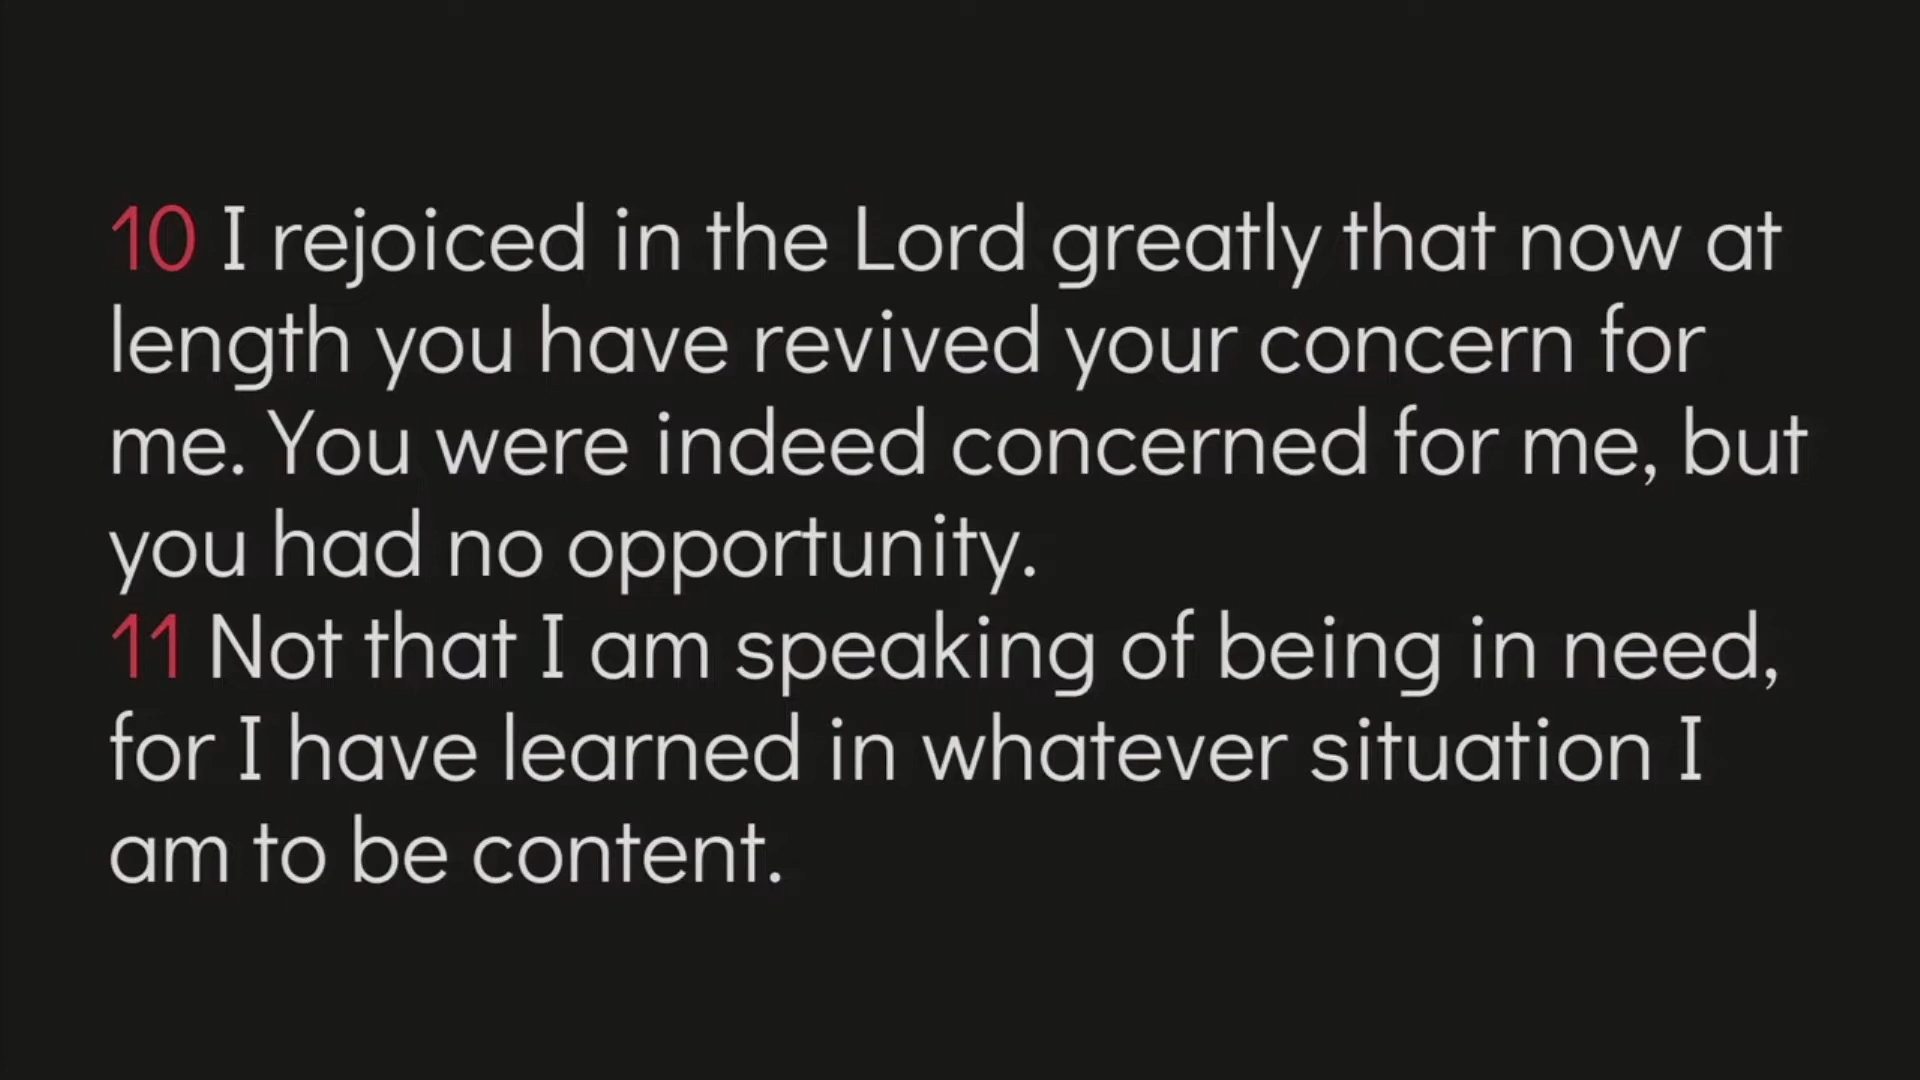 10 I rejoiced in the Lord greatly that now at
length you have revived your concern for
me. You were indeed concerned for me, but
you had no opportunity.
11 Not that I am speaking of being in need,
for I have learned in whatever situation I
am to be content.